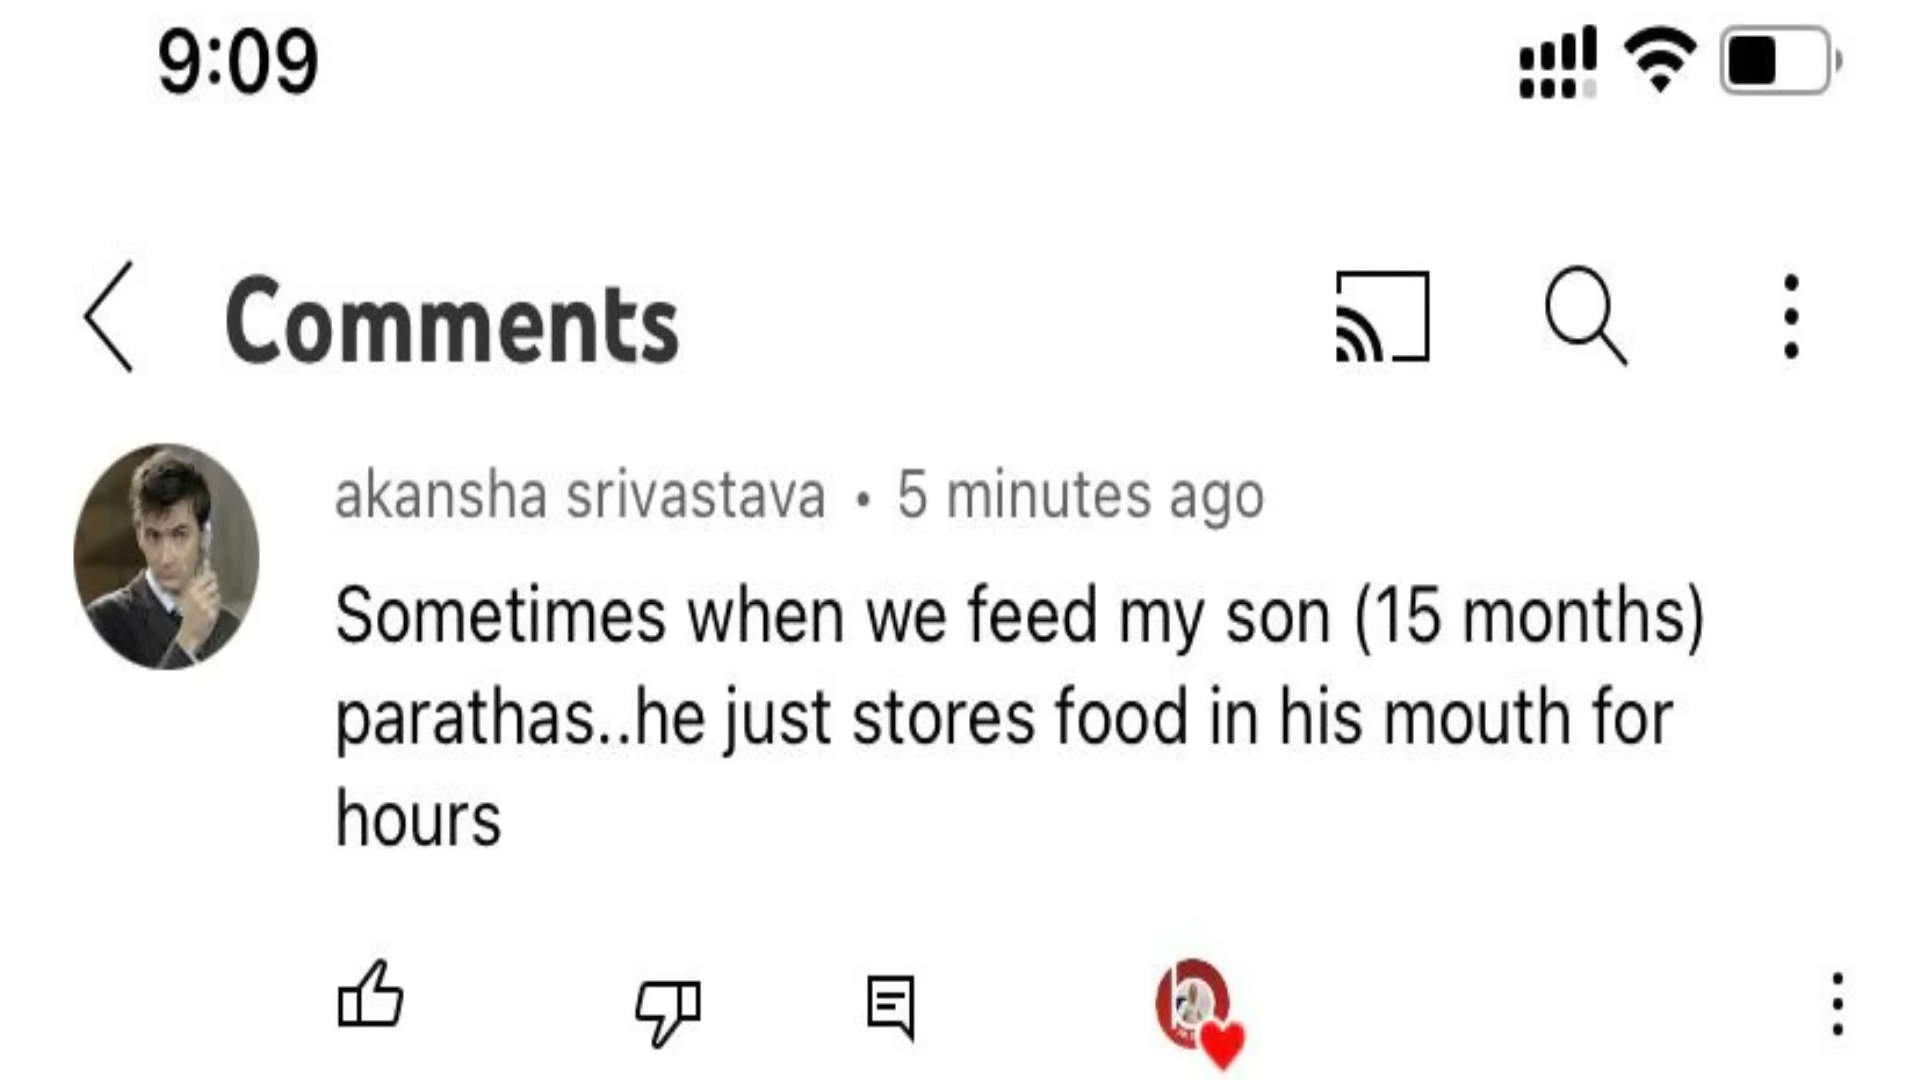 9:09
Comments
akansha srivastava • 5 minutes ago
Sometimes when we feed my son (15 months)
parathas..he just stores food in his mouth for
hours